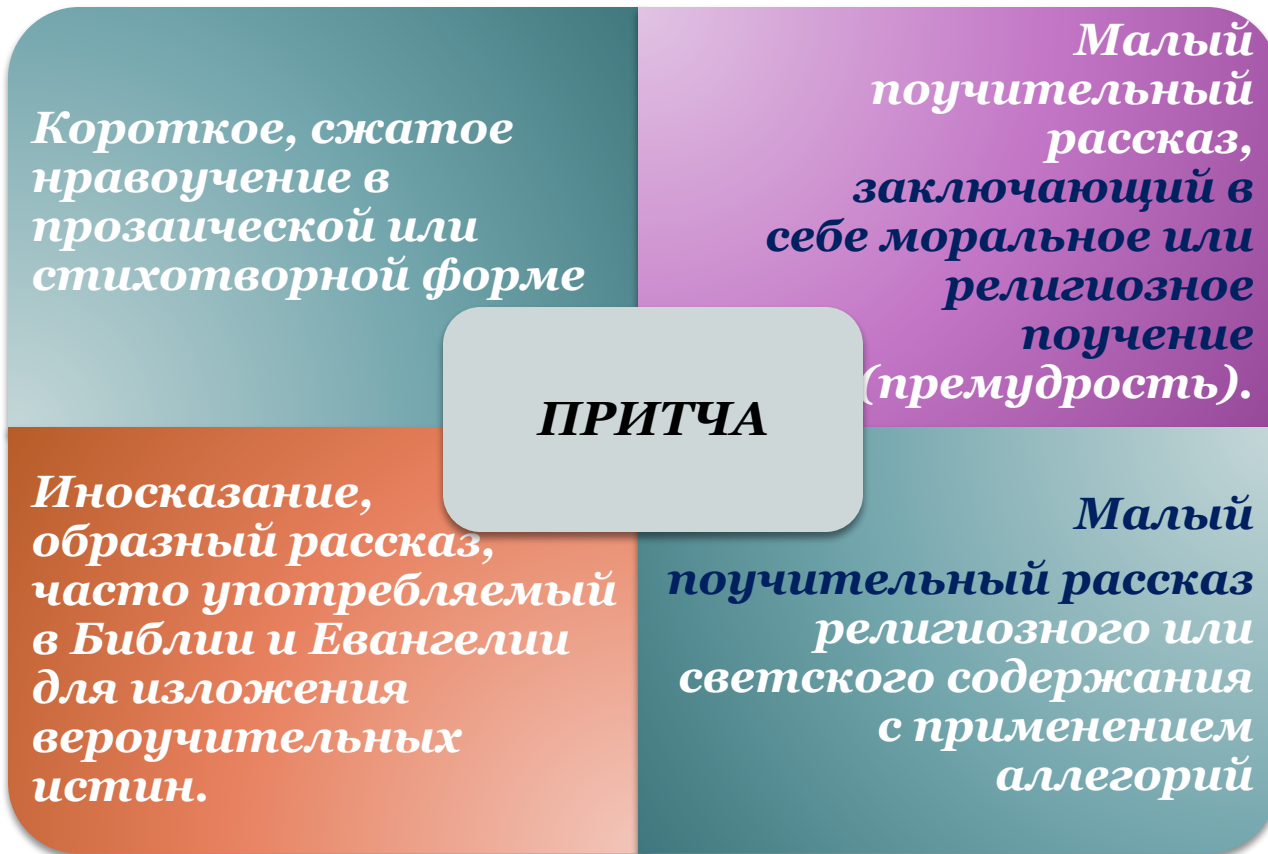 Короткое, сжатое
нравоучение в
прозаической или
стихотворной форме
Малый
поучительный
рассказ,
заключающий в
себе моральное или
религиозное
поучение
(премудрость).
ПРИТЧА
Иносказание,
образный рассказ,
часто употребляемый
в Библии и Евангелии
для изложения
вероучительных
истин.
Малый
поучительный рассказ
религиозного или
светского содержания
с применением
аллегорий